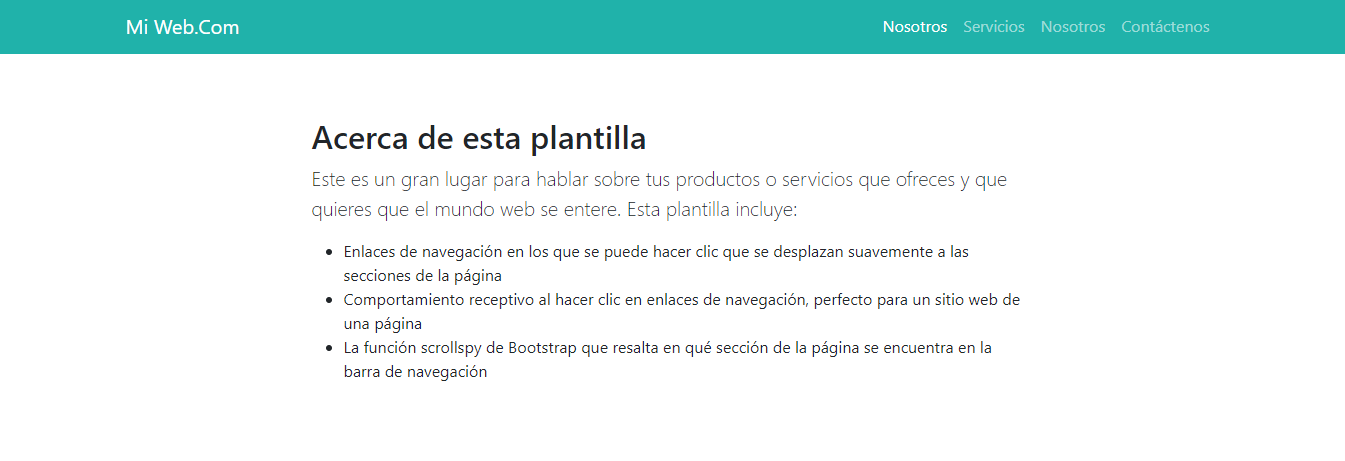 Mi Web.Com
Nosotros Servicios Nosotros Contáctenos
Acerca de esta plantilla
Este es un gran lugar para hablar sobre tus productos o servicios que ofreces y que
quieres que el mundo web se entere. Esta plantilla incluye:
Enlaces de navegación en los que se puede hacer clic que se desplazan suavemente a las
secciones de la página
Comportamiento receptivo al hacer clic en enlaces de navegación, perfecto para un sitio web de
una página
La función scrollspy de Bootstrap que resalta en qué sección de la página se encuentra en la
barra de navegación